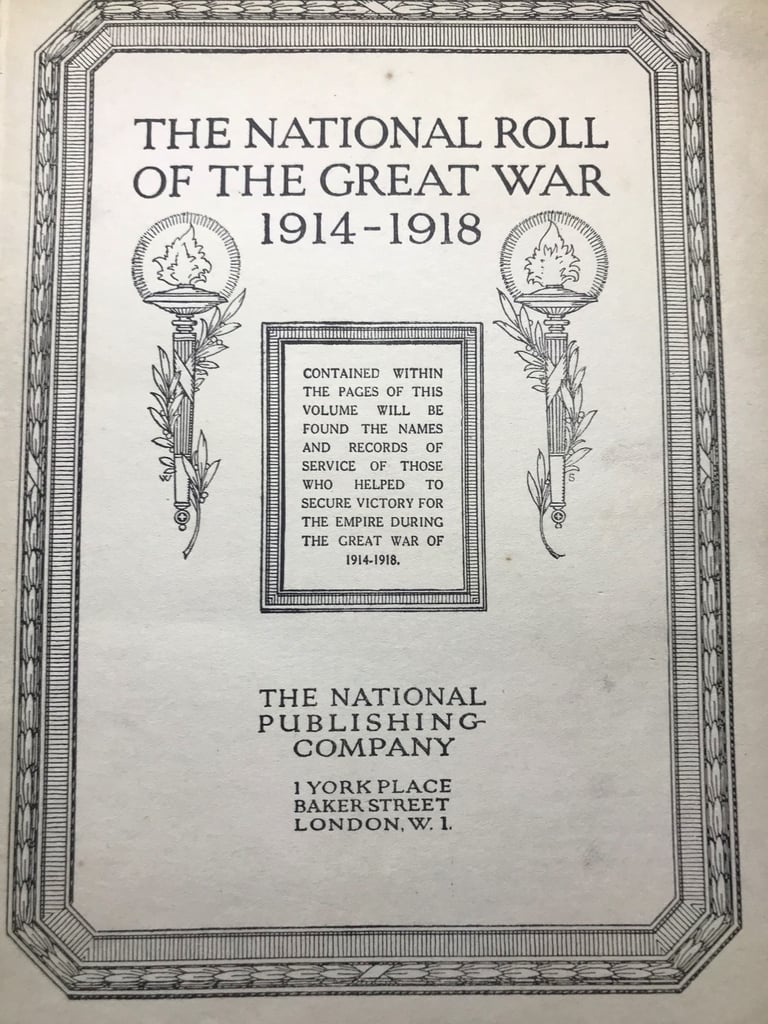 THE NATIONAL ROLL
OF THE GREAT WAR
1914-1918
CONTAINED WITHIN
THE PAGES OF THIS
VOLUME WILL BE
FOUND THE NAMES
AND RECORDS OF
SERVICE OF THOSE
WHO HELPED TO
SECURE VICTORY FOR
THE EMPIRE DURING
THE GREAT WAR OF
1914-1918.
THE NATIONAL
PUBLISHING
COMPANY
1 YORK PLACE
BAKER STREET
LONDON, W. 1.